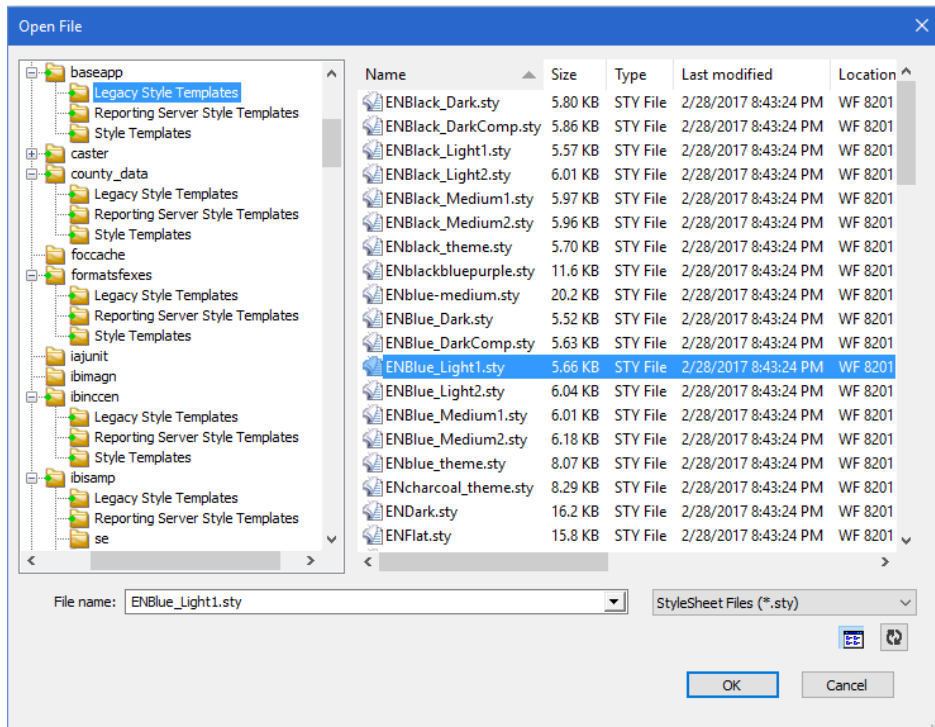 Open File
baseapp
Legacy Style Templates
Reporting Server Style Templates
Style Templates
caster
county_data
Legacy Style Templates
Reporting Server Style Templates
Style Templates
foccache
formatsfexes
Legacy Style Templates
Reporting Server Style Templates
Style Templates
iajunit
ibimagn
ibinccen
Legacy Style Templates
Reporting Server Style Templates
Style Templates
ibisamp
Legacy Style Templates
Reporting Server Style Templates
se
Name Size Type Last modified Location
ENBlack_Dark.sty 5.80 KB STY File 2/28/2017 8:43:24 PM WF 8201
ENBlack_DarkComp.sty 5.86 KB STY File 2/28/2017 8:43:24 PM WF 8201
ENBlack_Light1.sty 5.57 KB STY File 2/28/2017 8:43:24 PM WF 8201
ENBlack_Light2.sty 6.01 KB STY File 2/28/2017 8:43:24 PM WF 8201
ENBlack_Medium1.sty 5.97 KB STY File 2/28/2017 8:43:24 PM WF 8201
ENBlack_Medium2.sty 5.96 KB STY File 2/28/2017 8:43:24 PM WF 8201
ENblack_theme.sty 5.70 KB STY File 2/28/2017 8:43:24 PM WF 8201
ENblackbluepurple.sty 11.6 KB STY File 2/28/2017 8:43:24 PM WF 8201
ENblue-medium.sty 20.2 KB STY File 2/28/2017 8:43:24 PM WF 8201
ENBlue_Dark.sty 5.52 KB STY File 2/28/2017 8:43:24 PM WF 8201
ENBlue_DarkComp.sty 5.63 KB STY File 2/28/2017 8:43:24 PM WF 8201
ENBlue_Light1.sty 5.66 KB STY File 2/28/2017 8:43:24 PM WF 8201
ENBlue_Light2.sty 6.04 KB STY File 2/28/2017 8:43:24 PM WF 8201
ENBlue_Medium1.sty 6.01 KB STY File 2/28/2017 8:43:24 PM WF 8201
ENBlue_Medium2.sty 6.18 KB STY File 2/28/2017 8:43:24 PM WF 8201
ENblue_theme.sty 8.07 KB STY File 2/28/2017 8:43:24 PM WF 8201
ENcharcoal_theme.sty 8.29 KB STY File 2/28/2017 8:43:24 PM WF 8201
ENDark.sty 16.2 KB STY File 2/28/2017 8:43:24 PM WF 8201
ENFlat.sty 15.8 KB STY File 2/28/2017 8:43:24 PM WF 8201
File name: ENBlue_Light1.sty StyleSheet Files (*.sty)
OK Cancel